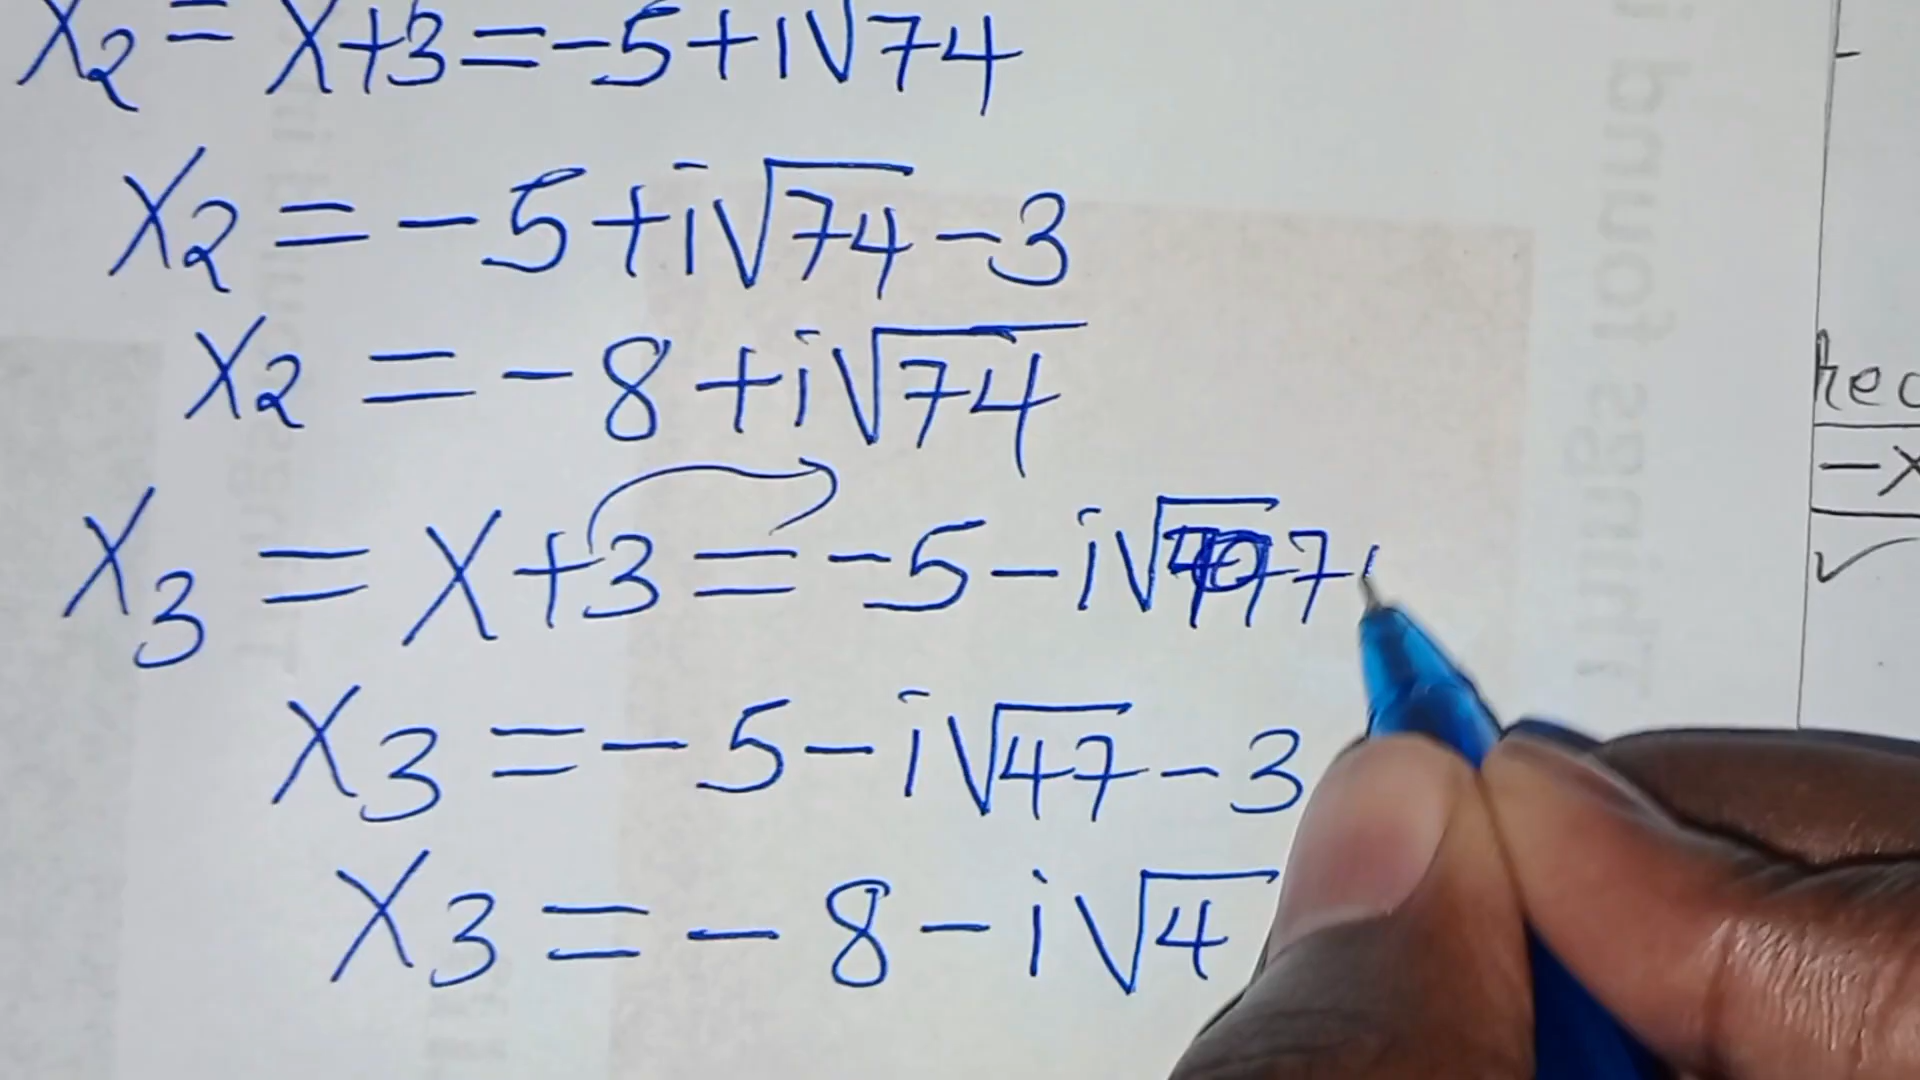 X₂ = X+3=-5+i√74
X₂ = -5+i√74-3
X₂ = -8+i√74
X₃ = X+3=-5-i√ 7
X₃ =-5-i√47-3
X₃ =-8-i√4
-x
✓